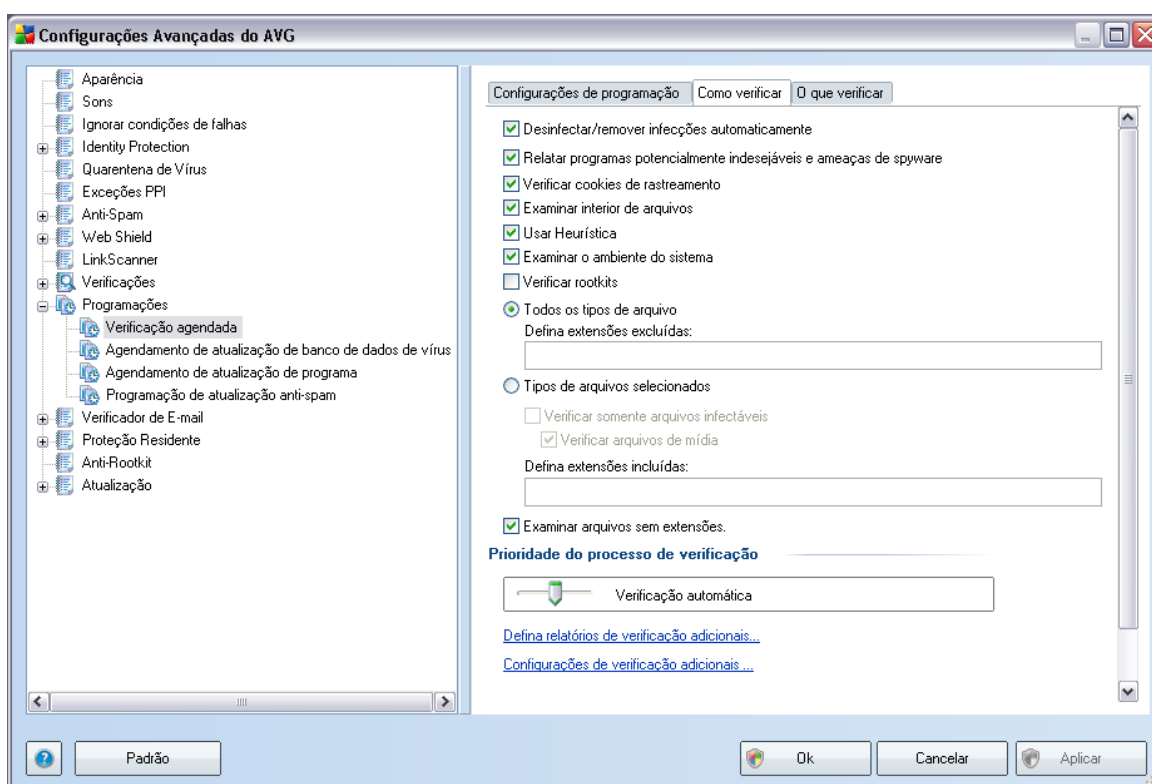 Configurações Avançadas do AVG
Aparência
Sons
Ignorar condições de falhas
Identity Protection
Quarentena de Vírus
Exceções PPI
Anti-Spam
Web Shield
LinkScanner
Verificações
Programações
Verificação agendada
Agendamento de atualização de banco de dados de vírus
Agendamento de atualização de programa
Programação de atualização anti-spam
Verificador de E-mail
Proteção Residente
Anti-Rootkit
Atualização
Configurações de programação Como verificar O que verificar
Desinfectar/remover infecções automaticamente
Relatar programas potencialmente indesejáveis e ameaças de spyware
Verificar cookies de rastreamento
Examinar interior de arquivos
Usar Heurística
Examinar o ambiente do sistema
Verificar rootkits
Todos os tipos de arquivo
Defina extensões excluídas:
Tipos de arquivos selecionados
Verificar somente arquivos infectáveis
Verificar arquivos de mídia
Defina extensões incluídas:
Examinar arquivos sem extensões.
Prioridade do processo de verificação
Verificação automática
Defina relatórios de verificação adicionais...
Configurações de verificação adicionais ...
? Padrão Ok Cancelar Aplicar